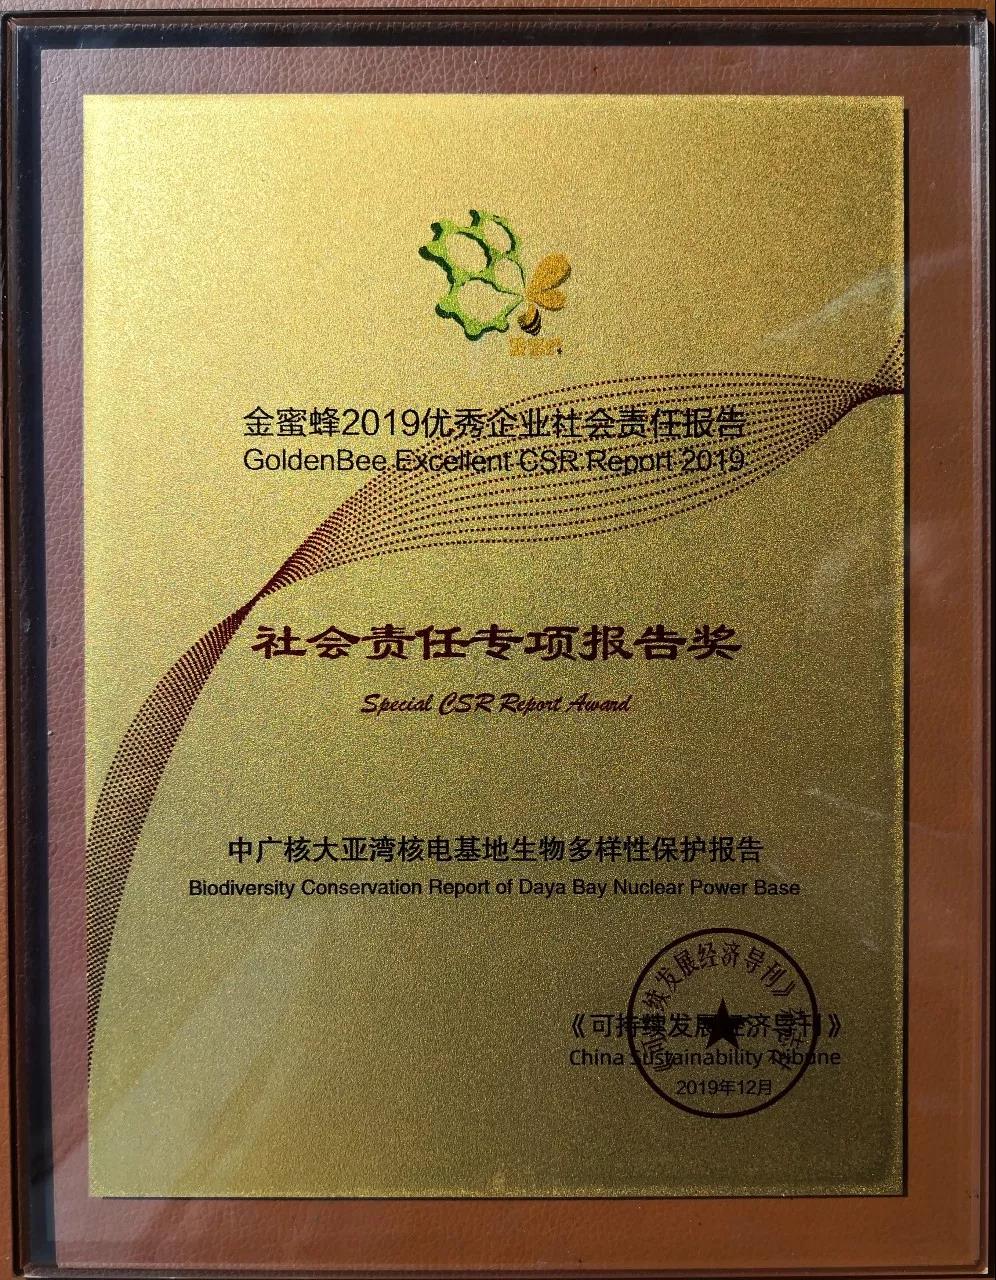 金蜜蜂2019优秀企业社会责任报告
GoldenBee Excellent CSR Report 2019
社会责任专项报告奖
Special CSR Report Award
中广核大亚湾核电基地生物多样性保护报告
Biodiversity Conservation Report of Daya Bay Nuclear Power Base
《可持续发展经济导刊》
China Sustainability Tribune
2019年12月